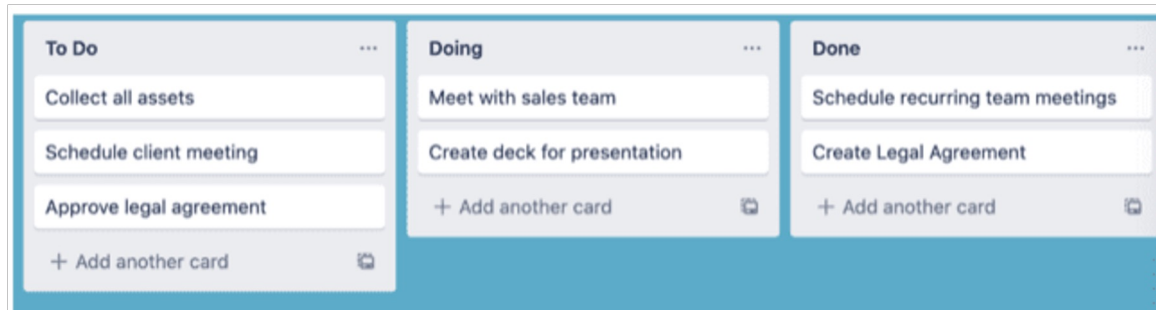 To Do
Collect all assets
Schedule client meeting
Approve legal agreement
+ Add another card
Doing
Meet with sales team
Create deck for presentation
+ Add another card
Done
Schedule recurring team meetings
Create Legal Agreement
+ Add another card